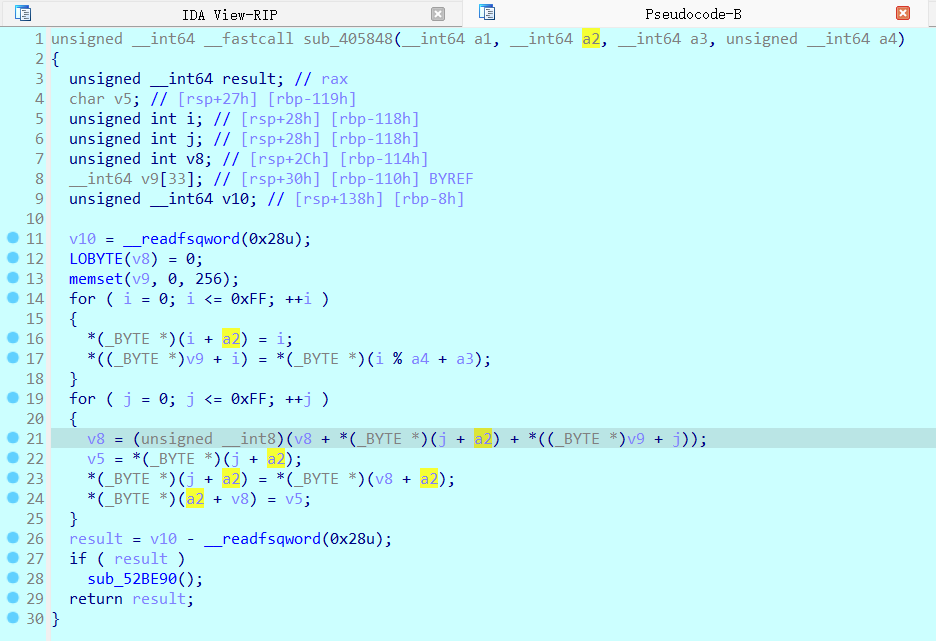 IDA View-RIP
Pseudocode-B
1 unsigned __int64 __fastcall sub_405848(__int64 a1, __int64 a2, __int64 a3, unsigned __int64 a4)
2 {
3   unsigned __int64 result; // rax
4   char v5; // [rsp+27h] [rbp-119h]
5   unsigned int i; // [rsp+28h] [rbp-118h]
6   unsigned int j; // [rsp+28h] [rbp-118h]
7   unsigned int v8; // [rsp+2Ch] [rbp-114h]
8   __int64 v9[33]; // [rsp+30h] [rbp-110h] BYREF
9   unsigned __int64 v10; // [rsp+138h] [rbp-8h]
10
11   v10 = __readfsqword(0x28u);
12   LOBYTE(v8) = 0;
13   memset(v9, 0, 256);
14   for ( i = 0; i <= 0xFF; ++i )
15   {
16     *(_BYTE *)(i + a2) = i;
17     *((_BYTE *)v9 + i) = *(_BYTE *)(i % a4 + a3);
18   }
19   for ( j = 0; j <= 0xFF; ++j )
20   {
21     v8 = (unsigned __int8)(v8 + *(_BYTE *)(j + a2) + *((_BYTE *)v9 + j));
22     v5 = *(_BYTE *)(j + a2);
23     *(_BYTE *)(j + a2) = *(_BYTE *)(v8 + a2);
24     *(_BYTE *)(a2 + v8) = v5;
25   }
26   result = v10 - __readfsqword(0x28u);
27   if ( result )
28     sub_52BE90();
29   return result;
30 }